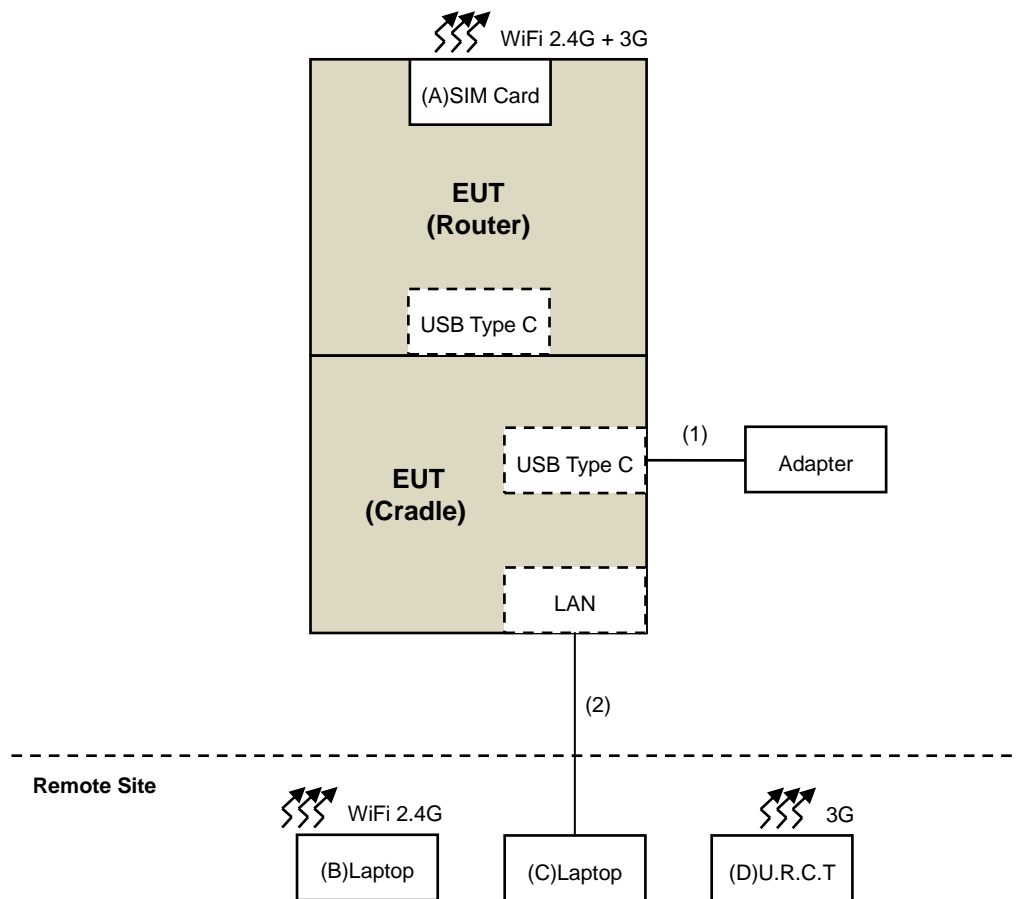 WiFi 2.4G + 3G
(A)SIM Card
EUT
(Router)
USB Type C
(1)
USB Type C
Adapter
EUT
(Cradle)
LAN
(2)
Remote Site
WiFi 2.4G
3G
(B)Laptop
(C)Laptop
(D)U.R.C.T